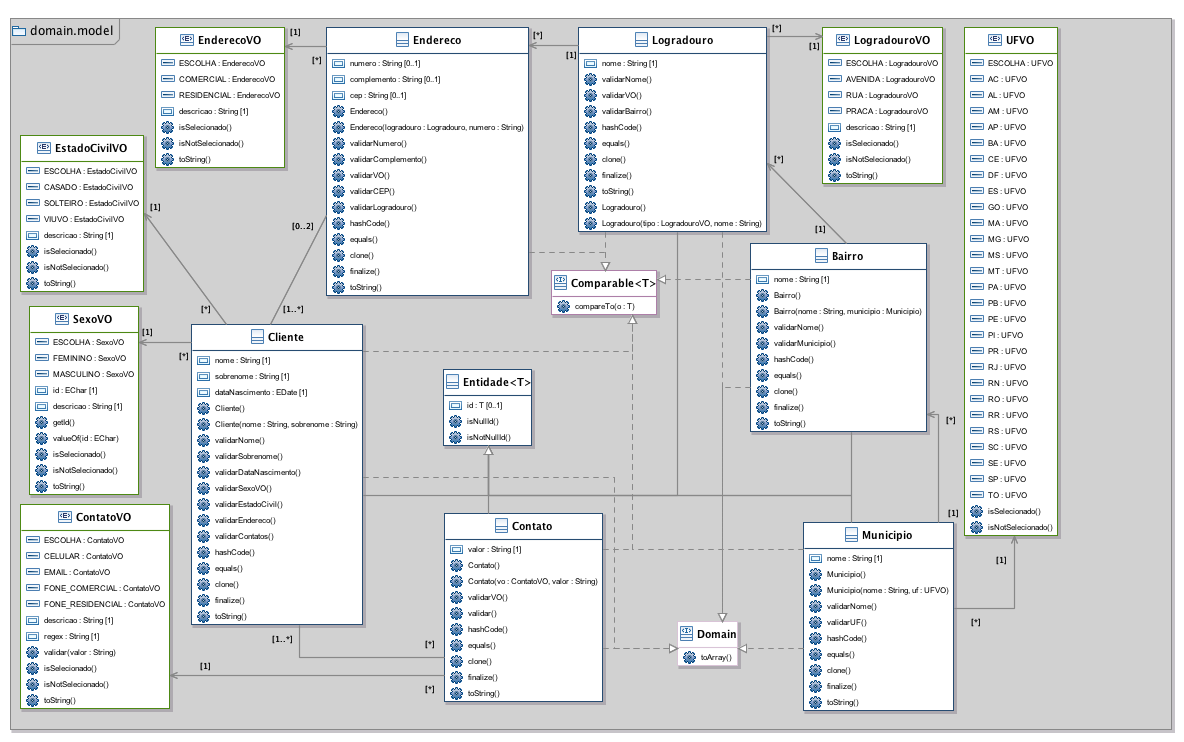 domain.model
EnderecoVO
ESCOLHA : EnderecoVO
COMERCIAL : EnderecoVO
RESIDENCIAL : EnderecoVO
descricao : String [1]
isSelecionado()
isNotSelecionado()
toString()
[1]
[*]
Endereco
numero : String [0..1]
complemento : String [0..1]
cep : String [0..1]
Endereco()
Endereco(logradouro : Logradouro, numero : String)
validarNumero()
validarComplemento()
validarVO()
validarCEP()
validarLogradouro()
hashCode()
equals()
clone()
finalize()
toString()
[*]
[1]
Logradouro
nome : String [1]
validarNome()
validarVO()
validarBairro()
hashCode()
equals()
clone()
finalize()
toString()
Logradouro()
Logradouro(tipo : LogradouroVO, nome : String)
[*]
[1]
LogradouroVO
ESCOLHA : LogradouroVO
AVENIDA : LogradouroVO
RUA : LogradouroVO
PRACA : LogradouroVO
descricao : String [1]
isSelecionado()
isNotSelecionado()
toString()
UFVO
ESCOLHA : UFVO
AC : UFVO
AL : UFVO
AM : UFVO
AP : UFVO
BA : UFVO
CE : UFVO
DF : UFVO
ES : UFVO
GO : UFVO
MA : UFVO
MG : UFVO
MS : UFVO
MT : UFVO
PA : UFVO
PB : UFVO
PE : UFVO
PI : UFVO
PR : UFVO
RJ : UFVO
RN : UFVO
RO : UFVO
RR : UFVO
RS : UFVO
SC : UFVO
SE : UFVO
SP : UFVO
TO : UFVO
isSelecionado()
isNotSelecionado()
EstadoCivilVO
ESCOLHA : EstadoCivilVO
CASADO : EstadoCivilVO
SOLTEIRO : EstadoCivilVO
VIUVO : EstadoCivilVO
descricao : String [1]
isSelecionado()
isNotSelecionado()
toString()
[1]
[*]
[0..2]
[1..*]
[*]
[1]
Comparable<T>
compareTo(o : T)
Bairro
nome : String [1]
Bairro()
Bairro(nome : String, municipio : Municipio)
validarNome()
validarMunicipio()
hashCode()
equals()
clone()
finalize()
toString()
SexoVO
ESCOLHA : SexoVO
FEMININO : SexoVO
MASCULINO : SexoVO
id : EChar [1]
descricao : String [1]
getId()
valueOf(id : EChar)
isSelecionado()
isNotSelecionado()
toString()
[1]
[*]
Cliente
nome : String [1]
sobrenome : String [1]
dataNascimento : EDate [1]
Cliente()
Cliente(nome : String, sobrenome : String)
validarNome()
validarSobrenome()
validarDataNascimento()
validarSexoVO()
validarEstadoCivil()
validarEndereco()
validarContatos()
hashCode()
equals()
clone()
finalize()
toString()
Entidade<T>
id : T [0..1]
isNullId()
isNotNullId()
[*]
[1]
ContatoVO
ESCOLHA : ContatoVO
CELULAR : ContatoVO
EMAIL : ContatoVO
FONE_COMERCIAL : ContatoVO
FONE_RESIDENCIAL : ContatoVO
descricao : String [1]
regex : String [1]
validar(valor : String)
isSelecionado()
isNotSelecionado()
toString()
Contato
valor : String [1]
Contato()
Contato(vo : ContatoVO, valor : String)
validarVO()
validar()
hashCode()
equals()
clone()
finalize()
toString()
Municipio
nome : String [1]
Municipio()
Municipio(nome : String, uf : UFVO)
validarNome()
validarUF()
hashCode()
equals()
clone()
finalize()
toString()
[1]
[*]
Domain
toArray()
[1..*]
[*]
[1]
[*]